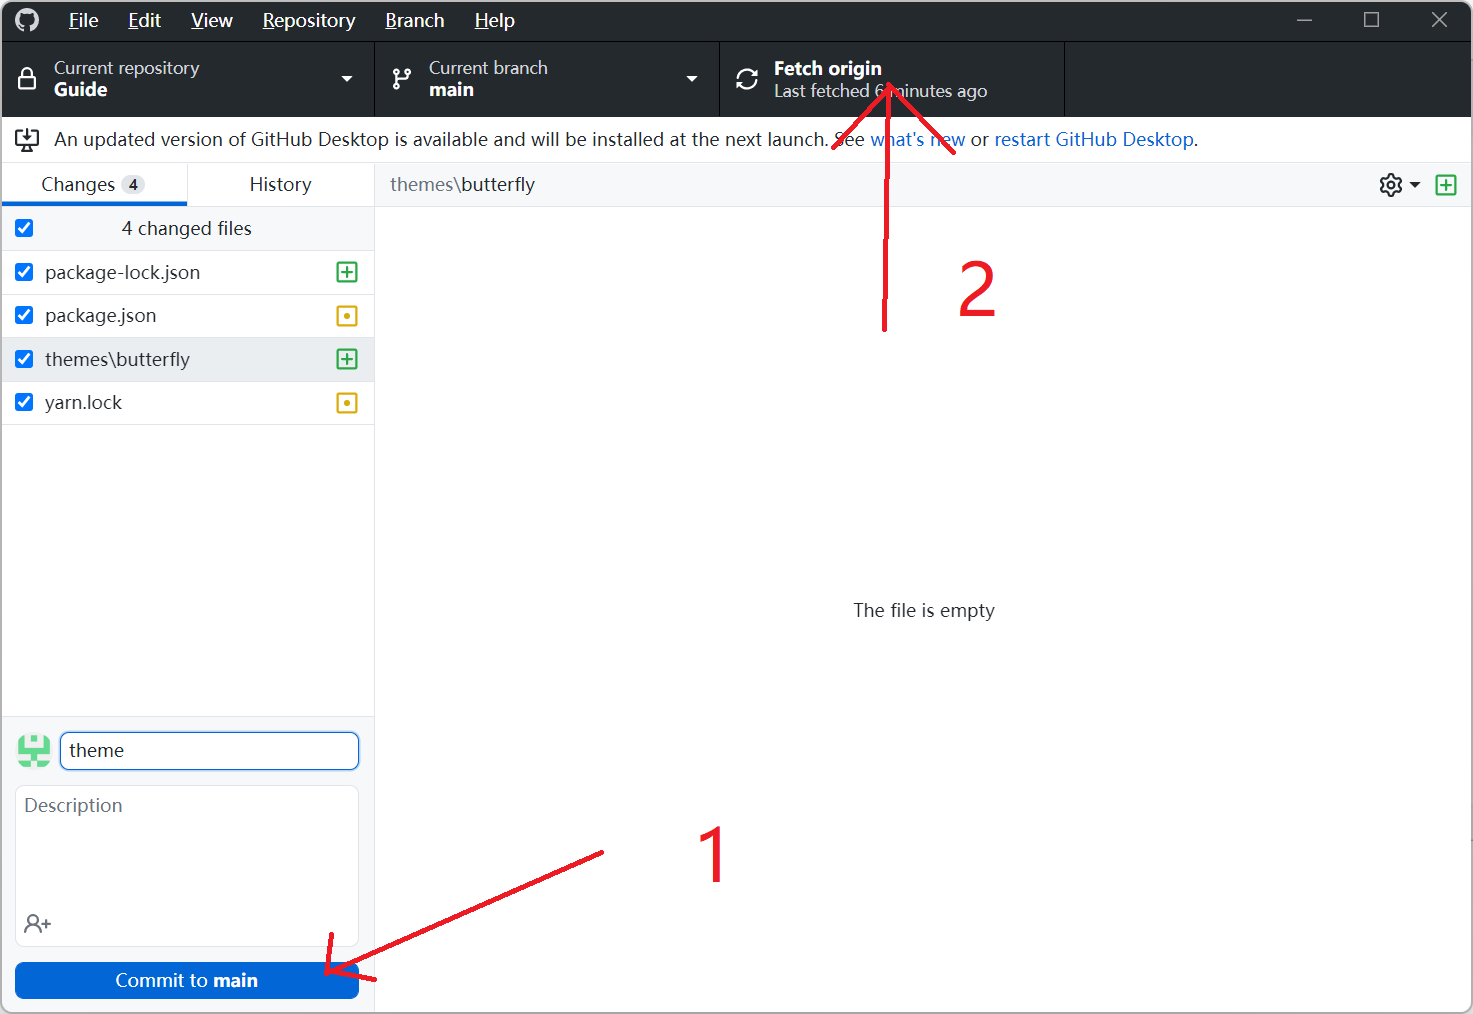 File Edit View Repository Branch Help
Current repository
Guide
Current branch
main
Fetch origin
Last fetched 6 minutes ago
An updated version of GitHub Desktop is available and will be installed at the next launch. See what's new or restart GitHub Desktop.
Changes 4
History
themes\butterfly
4 changed files
package-lock.json
package.json
themes\butterfly
yarn.lock
2
The file is empty
theme
Description
1
Commit to main